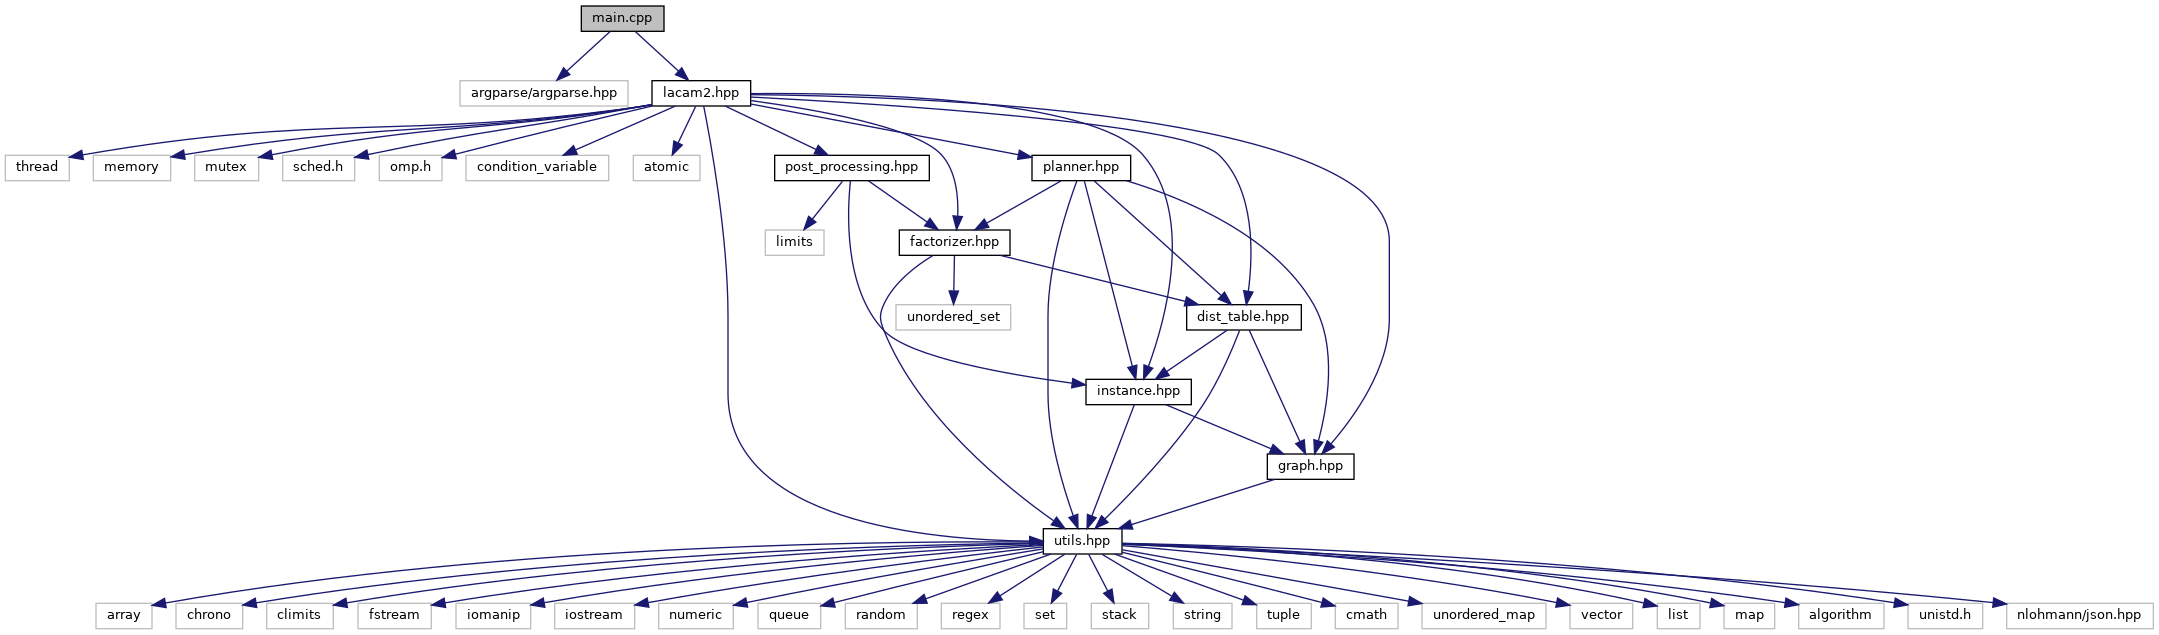 main.cpp
argparse/argparse.hpp
lacam2.hpp
thread
memory
mutex
sched.h
omp.h
condition_variable
atomic
post_processing.hpp
planner.hpp
limits
factorizer.hpp
unordered_set
dist_table.hpp
instance.hpp
graph.hpp
utils.hpp
array
chrono
climits
fstream
iomanip
iostream
numeric
queue
random
regex
set
stack
string
tuple
cmath
unordered_map
vector
list
map
algorithm
unistd.h
nlohmann/json.hpp